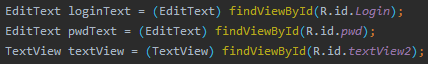 EditText loginText = (EditText) findViewById(R.id.Login);
EditText pwdText = (EditText) findViewById(R.id.pwd);
TextView textView = (TextView) findViewById(R.id.textView2);